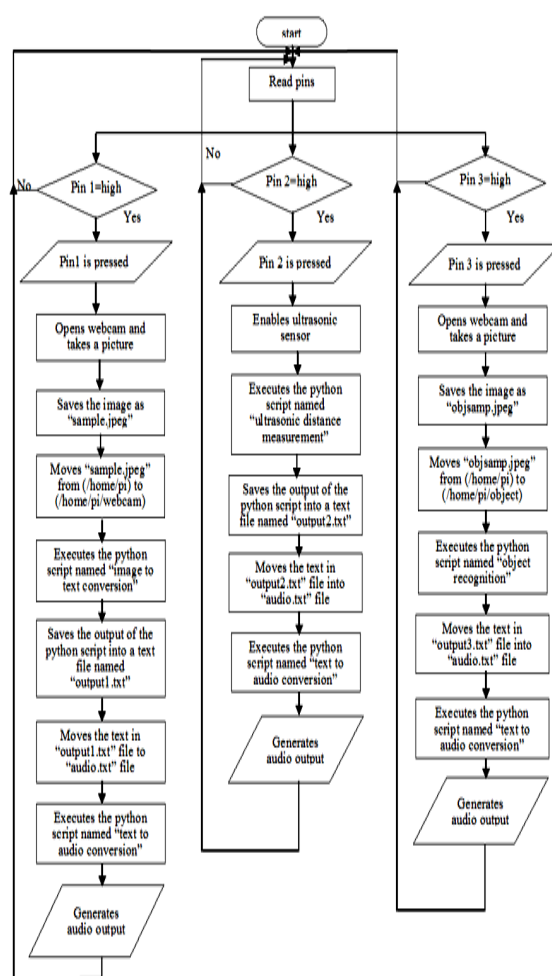 start
Read pins
No
Pin 1=high
Yes
Pin1 is pressed
Opens webcam and
takes a picture
Saves the image as
“sample.jpeg”
Moves “sample.jpeg”
from (/home/pi) to
(/home/pi/webcam)
Executes the python
script named “image to
text conversion”
Saves the output of the
python script into a text
file named
“output1.txt”
Moves the text in
“output1.txt” file to
“audio.txt” file
Executes the python
script named “text to
audio conversion”
Generates
audio output
No
Pin 2=high
Yes
Pin 2 is pressed
Enables ultrasonic
sensor
Executes the python
script named
“ultrasonic distance
measurement”
Saves the output of the
python script into a text
file named “output2.txt”
Moves the text in
“output2.txt” file into
“audio.txt” file
Executes the python
script named “text to
audio conversion”
Generates
audio output
Pin 3=high
Yes
Pin 3 is pressed
Opens webcam and
takes a picture
Saves the image as
“objsamp.jpeg”
Moves “objsamp.jpeg”
from (/home/pi) to
(/home/pi/object)
Executes the python
script named “object
recognition”
Moves the text in
“output3.txt” file into
“audio.txt” file
Executes the python
script named “text to
audio conversion”
Generates
audio output